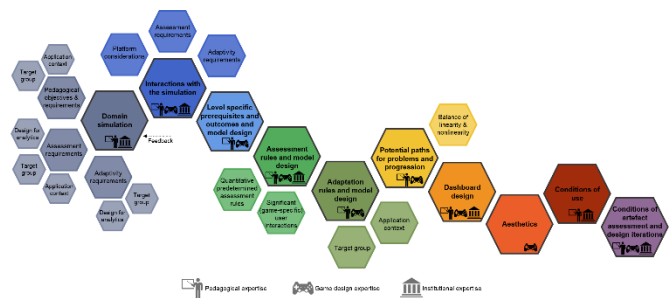 Target
group
Application
context
Pedagogical
objectives &
requirements
Design for
analytics
Target
group
Assessment
requirements
Application
context
Adaptivity
requirements
Target
group
Design for
analytics
Domain
simulation
Feedback
Platform
considerations
Assessment
requirements
Adaptivity
requirements
Interactions with
the simulation
Level specific
prerequisites and
outcomes and
model design
Assessment
rules and model
design
Quantitative
predetermined
assessment
rules
Significant
game-specific
user
interactions
Adaptation
rules and model
design
Target group
Application
context
Potential paths
for problems and
progression
Balance of
linearity &
nonlinearity
Dashboard
design
Aesthetics
Conditions of
use
Conditions of
artefact
assessment and
design iterations
Pedagogical expertise
Game design expertise
Institutional expertise